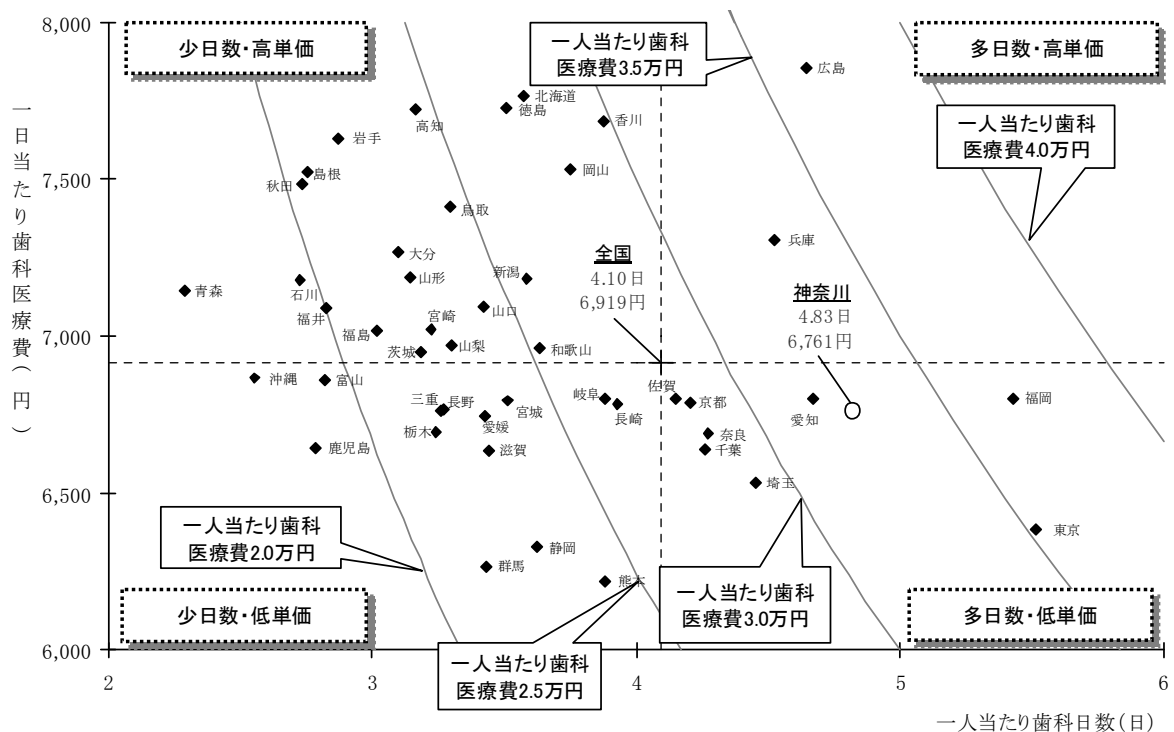 8,000
少日数・高単価
一人当たり歯科
医療費3.5万円
多日数・高単価
広島
北海道
徳島
高知
香川
岩手
一人当たり歯科
医療費4.0万円
岡山
7,500
島根
秋田
鳥取
兵庫
大分
全国
4.10日
6,919円
新潟
山形
神奈川
4.83日
6,761円
青森
石川
福井
山口
宮崎
福島
7,000
茨城
山梨
和歌山
沖縄
富山
佐賀
岐阜
京都
福岡
三重
長野
宮城
長崎
愛知
愛媛
栃木
奈良
鹿児島
滋賀
千葉
6,500
埼玉
東京
一人当たり歯科
医療費2.0万円
静岡
群馬
熊本
一人当たり歯科
医療費3.0万円
少日数・低単価
多日数・低単価
一人当たり歯科
医療費2.5万円
6,000
2
3
4
5
6
一人当たり歯科日数(日)
一日当たり歯科医療費(円)